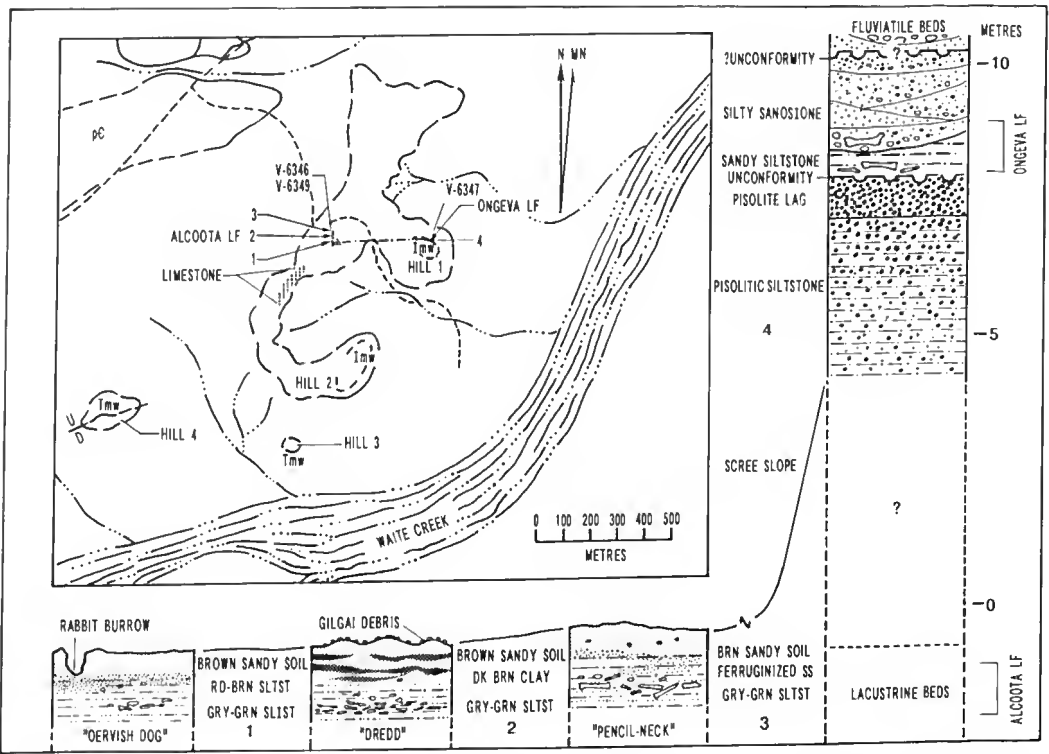 FLUVIATILE BEDS
METRES
?UNCONFORMITY
?
10
SILTY SANOSIONE
ONGEVA LF
SANDY SILTSTONE
UNCONFORMITY
PISOLITE LAG
PISOLITIC SILTSTONE
4
5
SCREE SLOPE
?
0
N MN
p€
V-6346
V-6349
V-6347
ONGEVA LF
3
ALCOOTA LF 2
1
4
Tmw
HILL 1
LIMESTONE
Tmw
HILL 2
Tmw
U
D
HILL 4
HILL 3
Tmw
WAITE CREEK
0 100 200 300 400 500
METRES
RABBIT BURROW
GILGAI DEBRIS
BROWN SANDY SOIL
RD-BRN SLTST
GRY-GRN SLIST
1
BROWN SANDY SOIL
DK BRN CLAY
GRY-GRN SLTST
2
BRN SANDY SOIL
FERRUGINIZED SS
GRY-GRN SLTST
3
LACUSTRINE BEDS
ALCOOTA LF
"OERVISH DOG"
"DREDD"
"PENCIL-NECK"